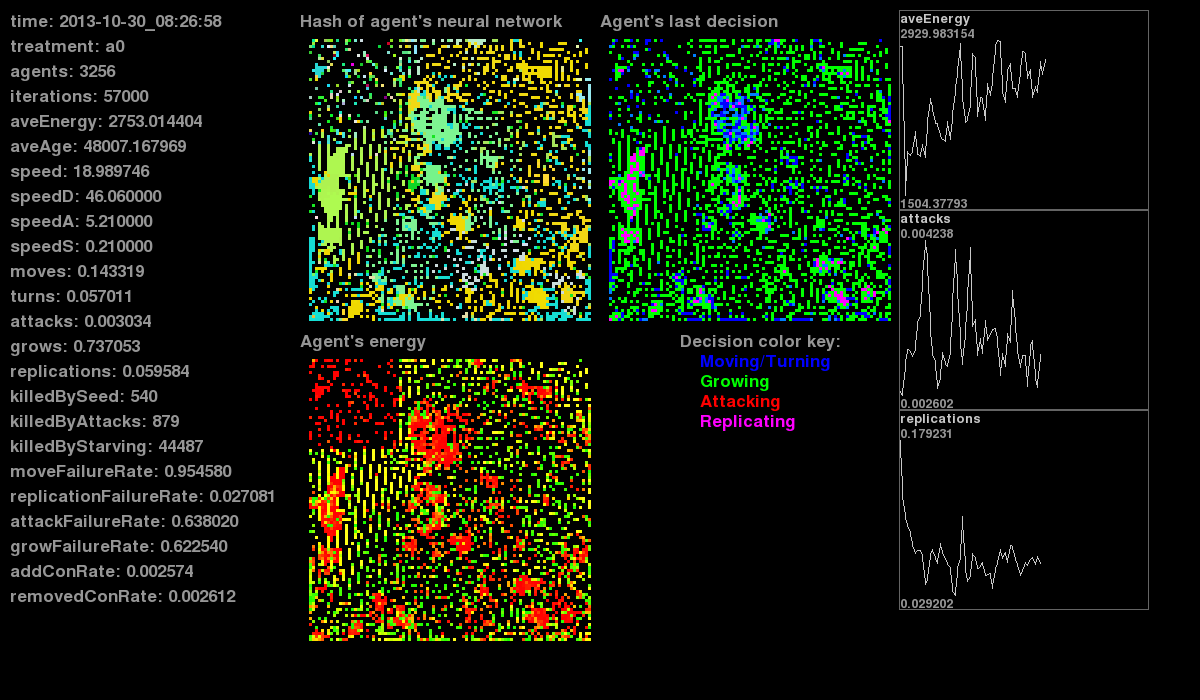 time: 2013-10-30_08:26:58
treatment: a0
agents: 3256
iterations: 57000
aveEnergy: 2753.014404
aveAge: 48007.167969
speed: 18.989746
speedD: 46.060000
speedA: 5.210000
speedS: 0.210000
moves: 0.143319
turns: 0.057011
attacks: 0.003034
grows: 0.737053
replications: 0.059584
killedBySeed: 540
killedByAttacks: 879
killedByStarving: 44487
moveFailureRate: 0.954580
replicationFailureRate: 0.027081
attackFailureRate: 0.638020
growFailureRate: 0.622540
addConRate: 0.002574
removedConRate: 0.002612
Hash of agent's neural network
Agent's last decision
Agent's energy
Decision color key:
Moving/Turning
Growing
Attacking
Replicating
aveEnergy
2929.983154
1504.37793
attacks
0.004238
0.002602
replications
0.179231
0.029202